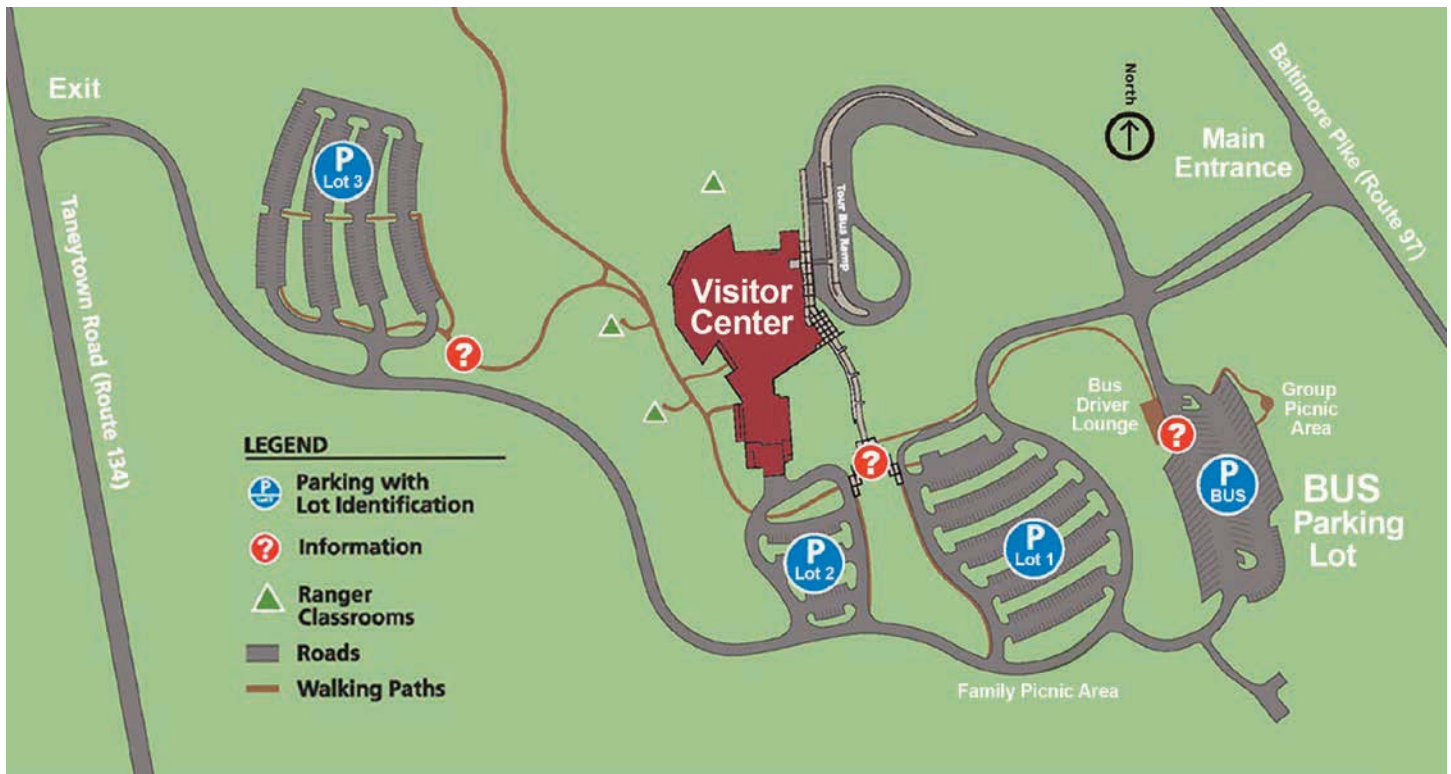 Exit
P
Lot 3
North
Main
Entrance
Baltimore Pike (Route 97)
Taneytown Road (Route 134)
Tour Bus Ramp
Visitor
Center
?
Bus
Driver
Lounge
Group
Picnic
Area
?
?
P
BUS
BUS
Parking
Lot
P
Lot 2
P
Lot 1
Family Picnic Area
LEGEND
P
Parking with
Lot Identification
?
Information
Ranger
Classrooms
Roads
Walking Paths